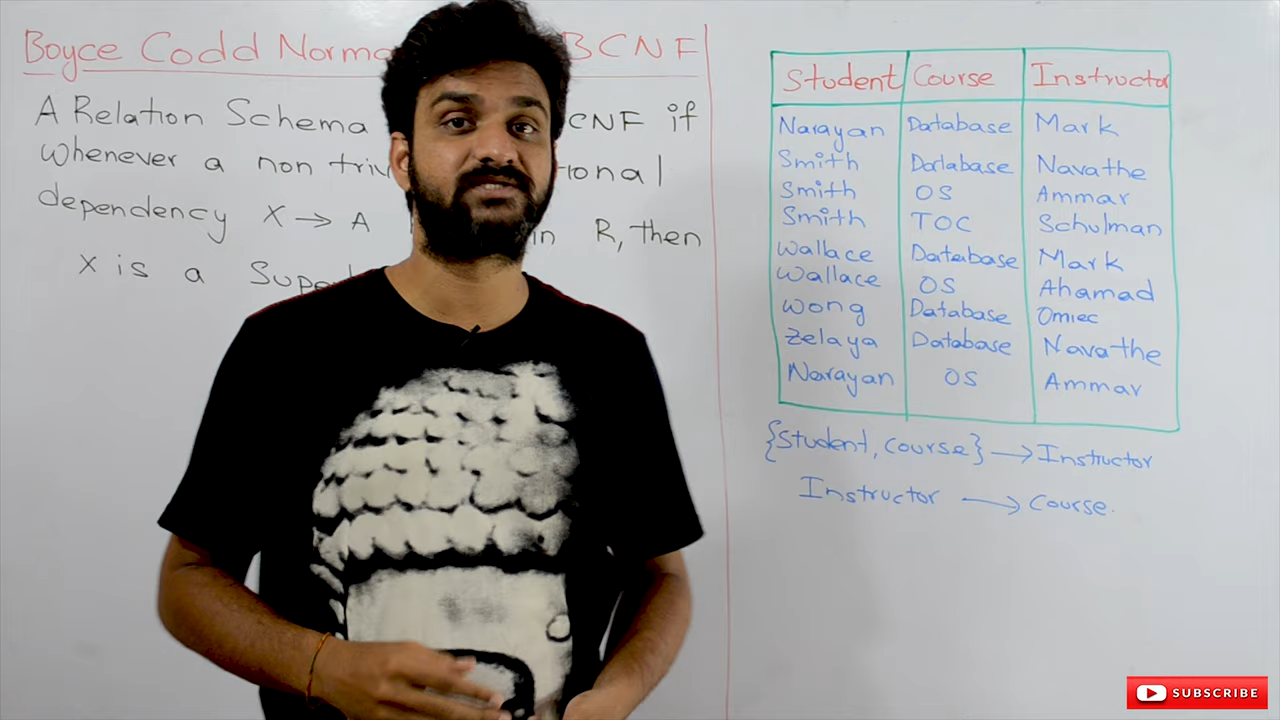 Boyce Codd Norma BCNF
A Relation Schema CNF if
whenever a non triv tional
dependency X → A in R, then
X is a Supe
Student Course Instructor
Narayan Database Mark
Smith Database Navathe
Smith OS Ammar
Smith TOC Schulman
Wallace Database Mark
Wallace OS Ahamad
Wong Database Omiec
Zelaya Database Navathe
Narayan OS Ammar
{Student, Course} → Instructor
Instructor → Course.
SUBSCRIBE